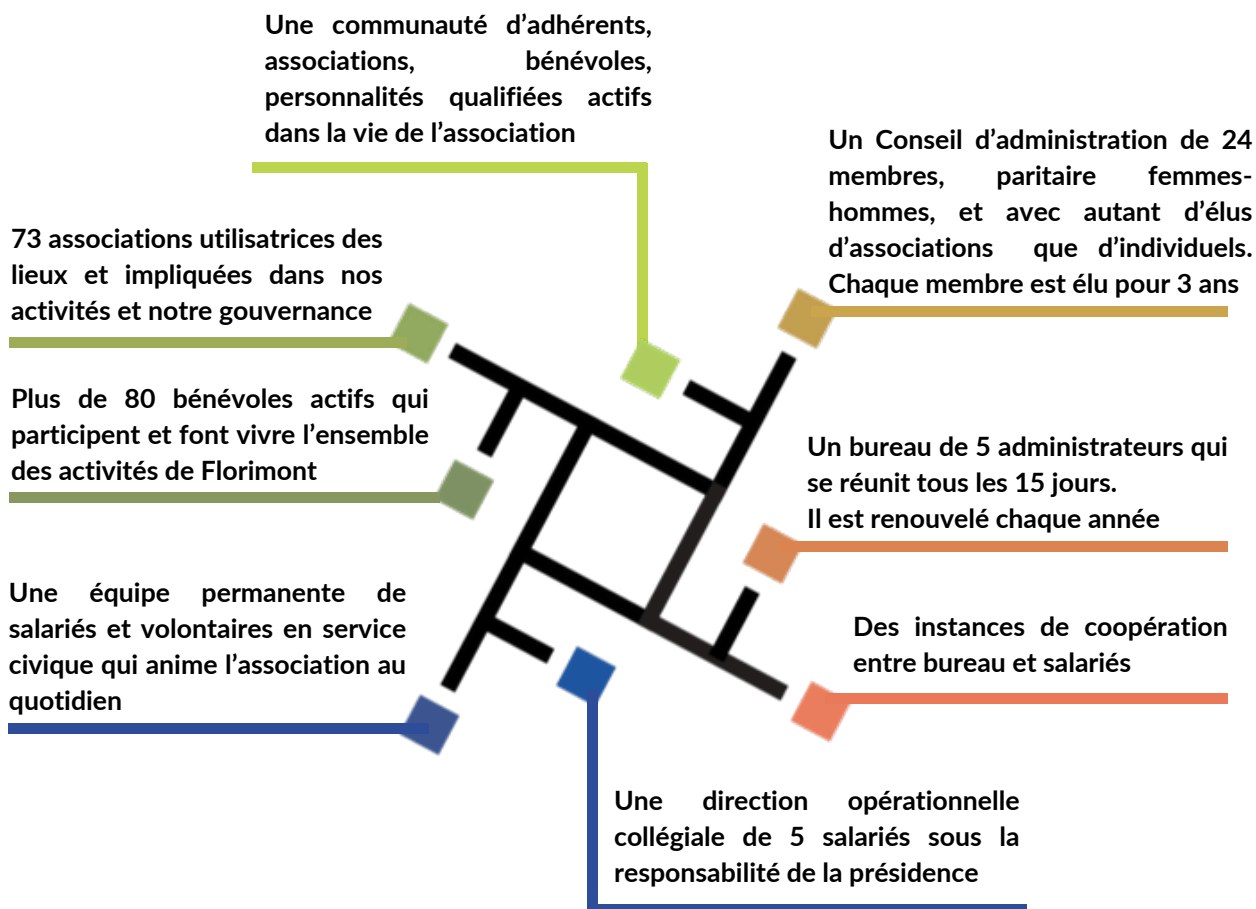 Une communauté d’adhérents,
associations, bénévoles,
personnalités qualifiées actifs
dans la vie de l’association
Un Conseil d’administration de 24
membres, paritaire femmes-
hommes, et avec autant d’élus
d’associations que d’individuels.
Chaque membre est élu pour 3 ans
73 associations utilisatrices des
lieux et impliquées dans nos
activités et notre gouvernance
Plus de 80 bénévoles actifs qui
participent et font vivre l’ensemble
des activités de Florimont
Un bureau de 5 administrateurs qui
se réunit tous les 15 jours.
Il est renouvelé chaque année
Une équipe permanente de
salariés et volontaires en service
civique qui anime l’association au
quotidien
Des instances de coopération
entre bureau et salariés
Une direction opérationnelle
collégiale de 5 salariés sous la
responsabilité de la présidence